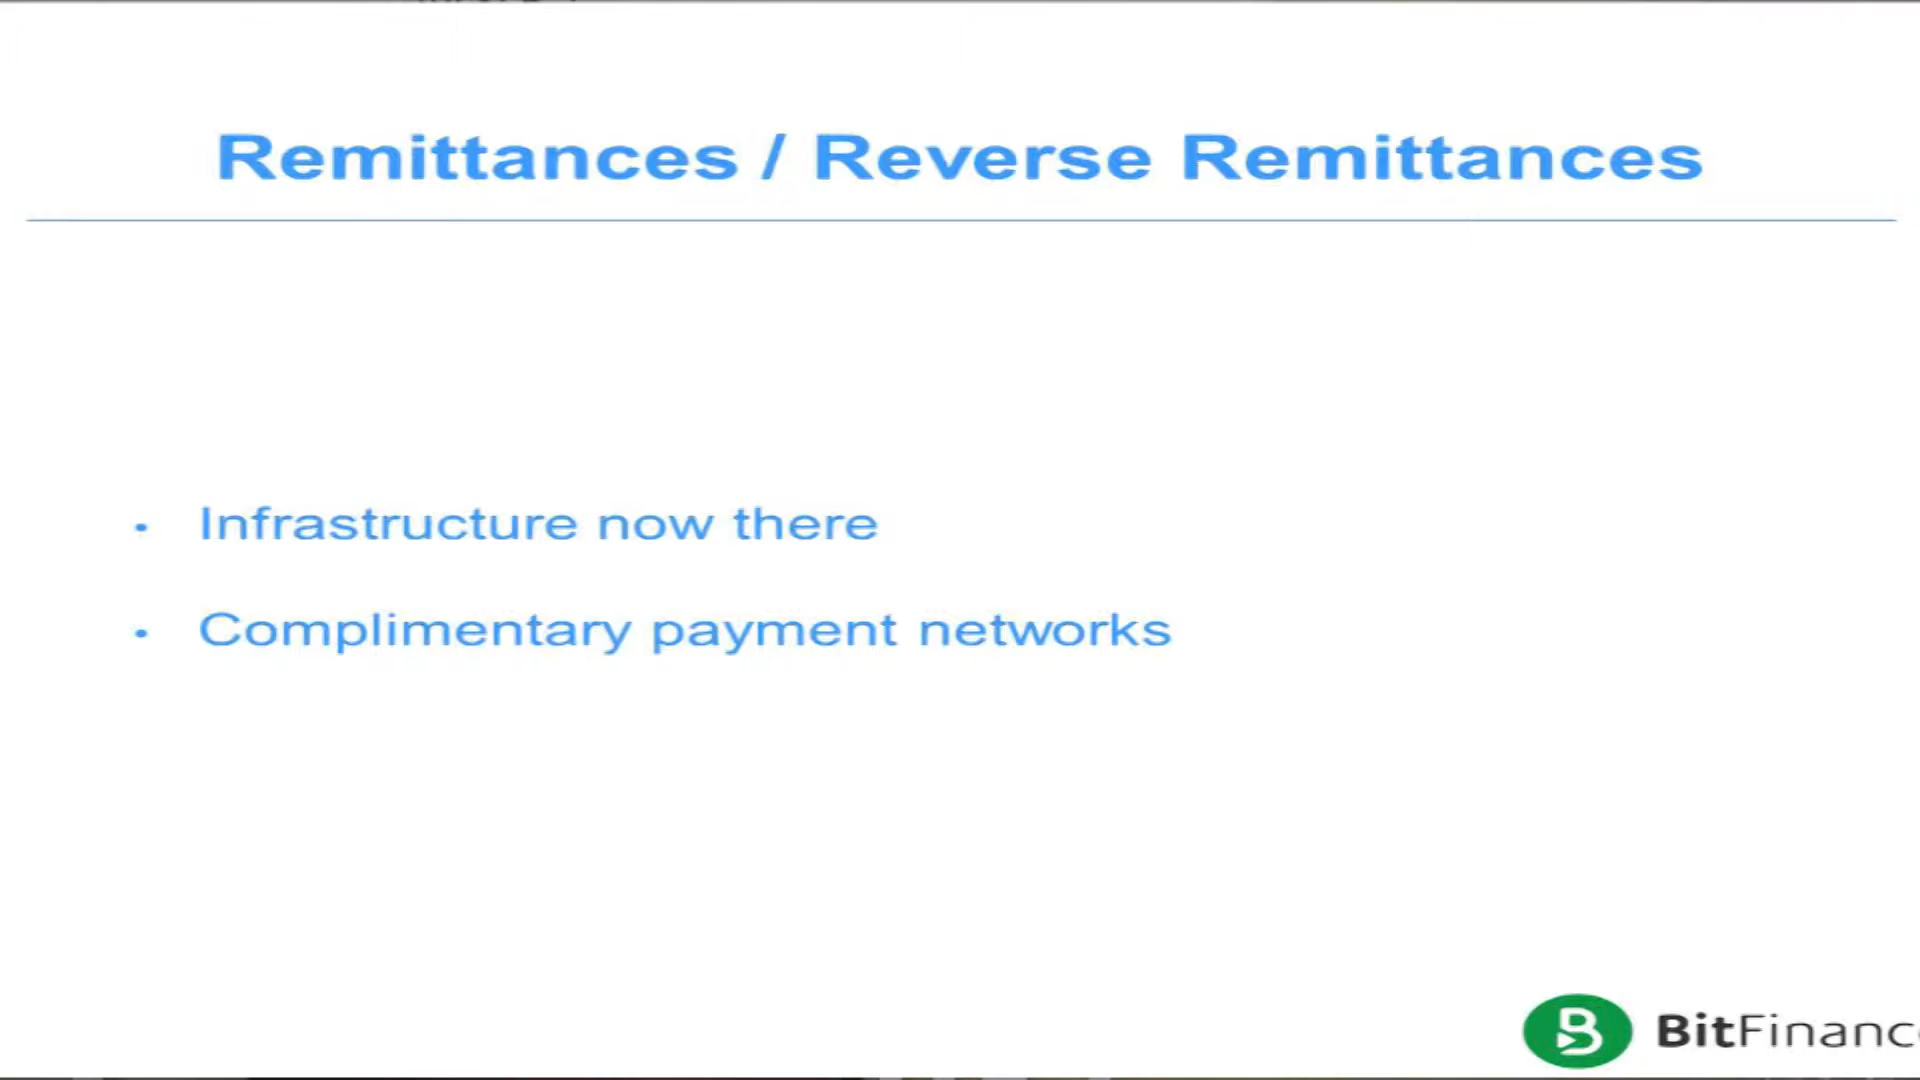 Remittances / Reverse Remittances
• Infrastructure now there
• Complimentary payment networks
BitFinanc